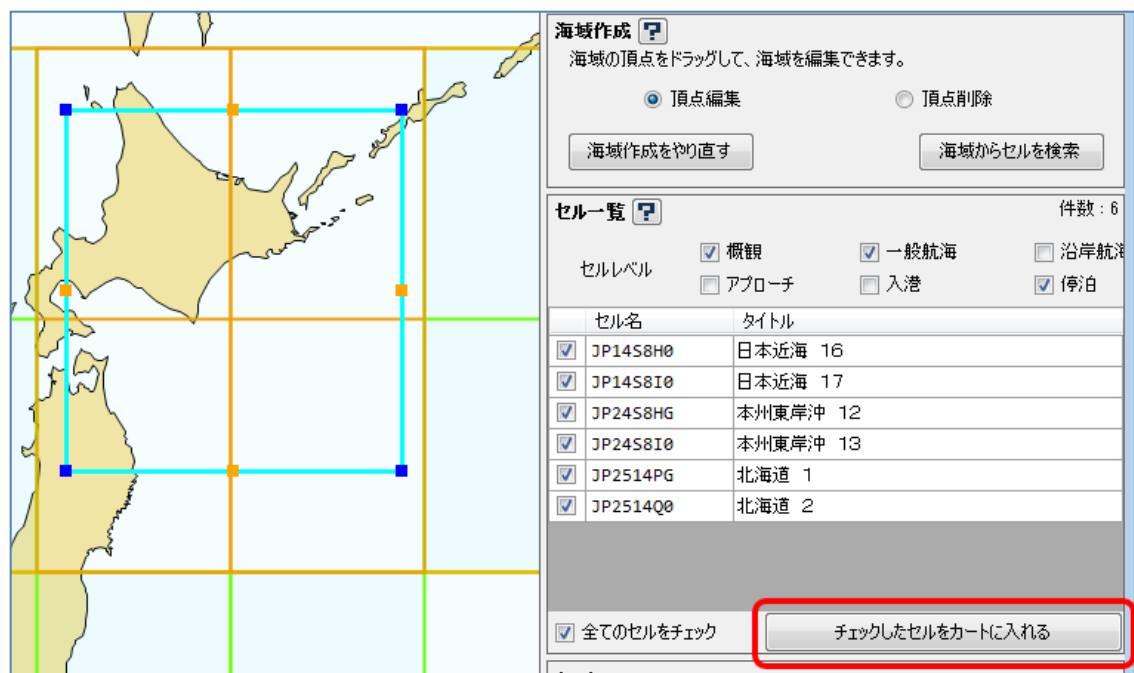 海域作成 ?
海域の頂点をドラッグして、海域を編集できます。
頂点編集 頂点削除
海域作成をやり直す 海域からセルを検索
セル一覧 ? 件数 : 6
セルレベル
概観 一般航海 沿岸航海
アプローチ 入港 停泊
セル名 タイトル
JP14S8H0 日本近海 16
JP14S8I0 日本近海 17
JP24S8HG 本州東岸沖 12
JP24S8I0 本州東岸沖 13
JP2514PG 北海道 1
JP2514Q0 北海道 2
全てのセルをチェック チェックしたセルをカートに入れる